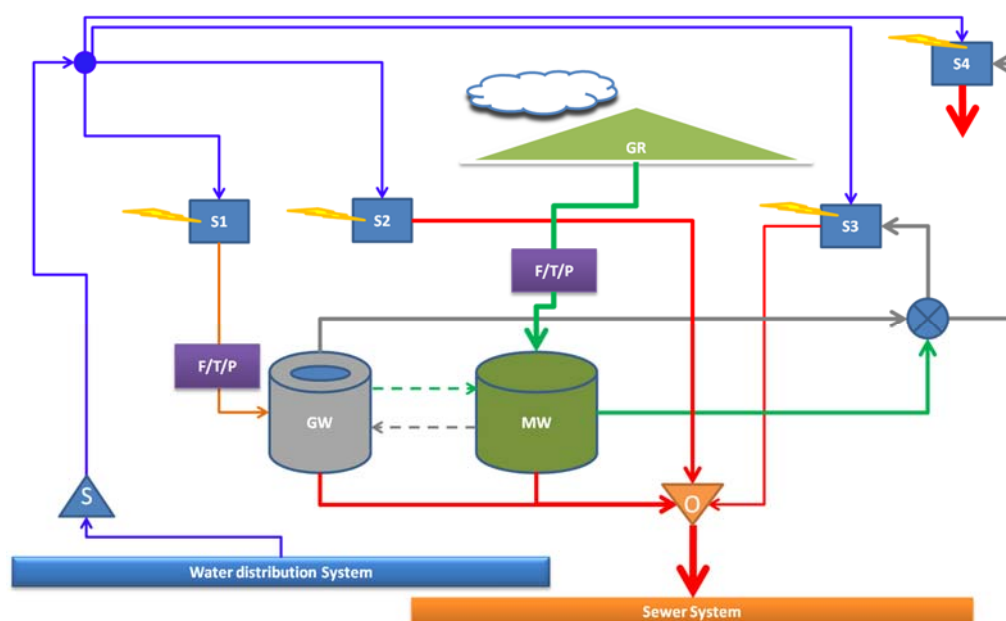 S4
GR
S1
S2
S3
F/T/P
F/T/P
GW
MW
S
O
Water distribution System
Sewer System